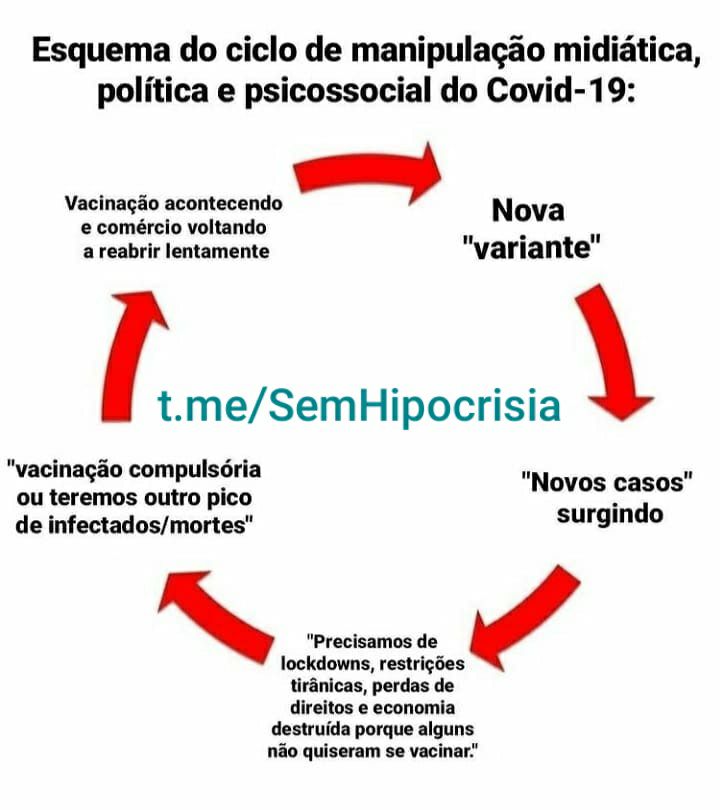 Esquema do ciclo de manipulação midiática,
política e psicossocial do Covid-19:
Vacinação acontecendo
e comércio voltando
a reabrir lentamente
Nova
"variante"
t.me/SemHipocrisia
"Novos casos"
surgindo
"Precisamos de
lockdowns, restrições
tirânicas, perdas de
direitos e economia
destruída porque alguns
não quiseram se vacinar."
"vacinação compulsória
ou teremos outro pico
de infectados/mortes"